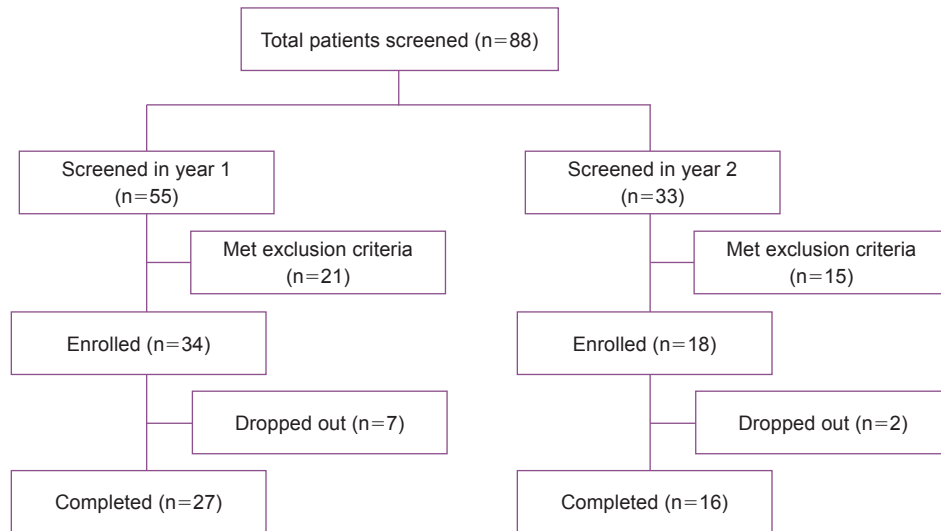 Total patients screened (n=88)
Screened in year 1
(n=55)
Met exclusion criteria
(n=21)
Enrolled (n=34)
Dropped out (n=7)
Completed (n=27)
Screened in year 2
(n=33)
Met exclusion criteria
(n=15)
Enrolled (n=18)
Dropped out (n=2)
Completed (n=16)